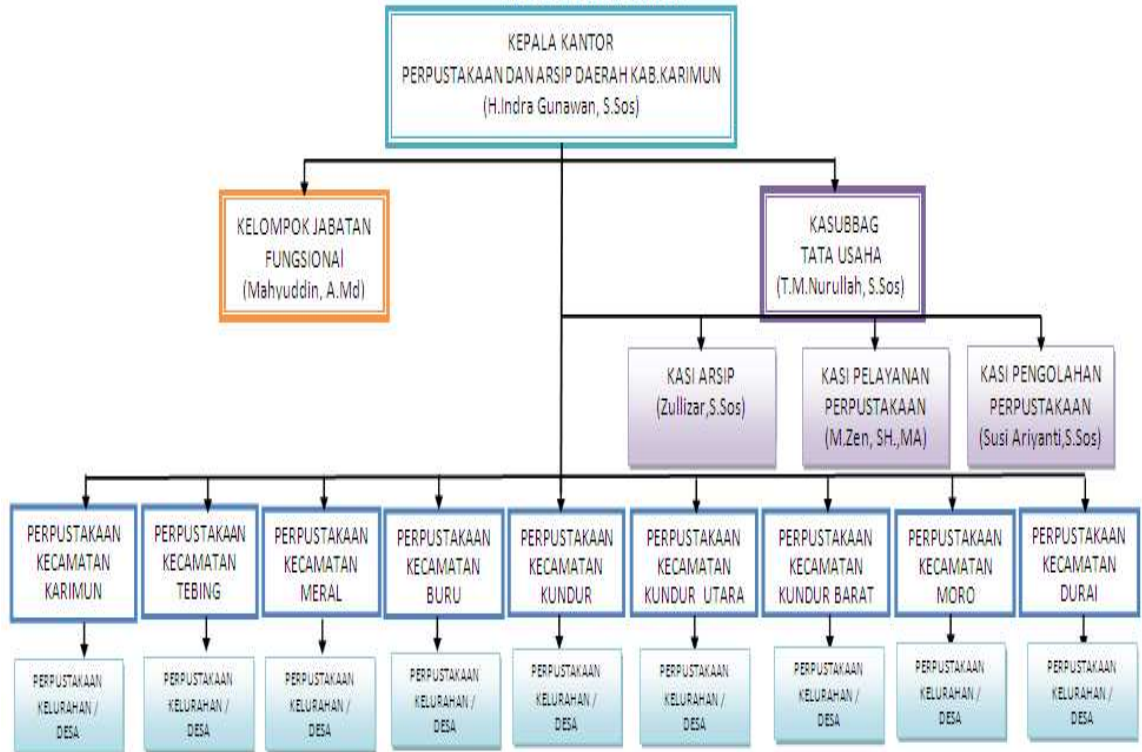 KEPALA KANTOR
PERPUSTAKAAN DAN ARSIP DAERAH KAB.KARIMUN
(H.Indra Gunawan, S.Sos)
KELOMPOK JABATAN
FUNGSIONAl
(Mahyuddin, A.Md)
KASUBBAG
TATA USAHA
(T.M.Nurullah, S.Sos)
KASI ARSIP
(Zullizar,S.Sos)
KASI PELAYANAN
PERPUSTAKAAN
(M.Zen, SH.,MA)
KASI PENGOLAHAN
PERPUSTAKAAN
(Susi Ariyanti,S.Sos)
PERPUSTAKAAN
KECAMATAN
KARIMUN
PERPUSTAKAAN
KECAMATAN
TEBING
PERPUSTAKAAN
KECAMATAN
MERAL
PERPUSTAKAAN
KECAMATAN
BURU
PERPUSTAKAAN
KECAMATAN
KUNDUR
PERPUSTAKAAN
KECAMATAN
KUNDUR UTARA
PERPUSTAKAAN
KECAMATAN
KUNDUR BARAT
PERPUSTAKAAN
KECAMATAN
MORO
PERPUSTAKAAN
KECAMATAN
DURAI
PERPUSTAKAAN
KELURAHAN /
DESA
PERPUSTAKAAN
KELURAHAN /
DESA
PERPUSTAKAAN
KELURAHAN /
DESA
PERPUSTAKAAN
KELURAHAN /
DESA
PERPUSTAKAAN
KELURAHAN /
DESA
PERPUSTAKAAN
KELURAHAN /
DESA
PERPUSTAKAAN
KELURAHAN /
DESA
PERPUSTAKAAN
KELURAHAN /
DESA
PERPUSTAKAAN
KELURAHAN /
DESA